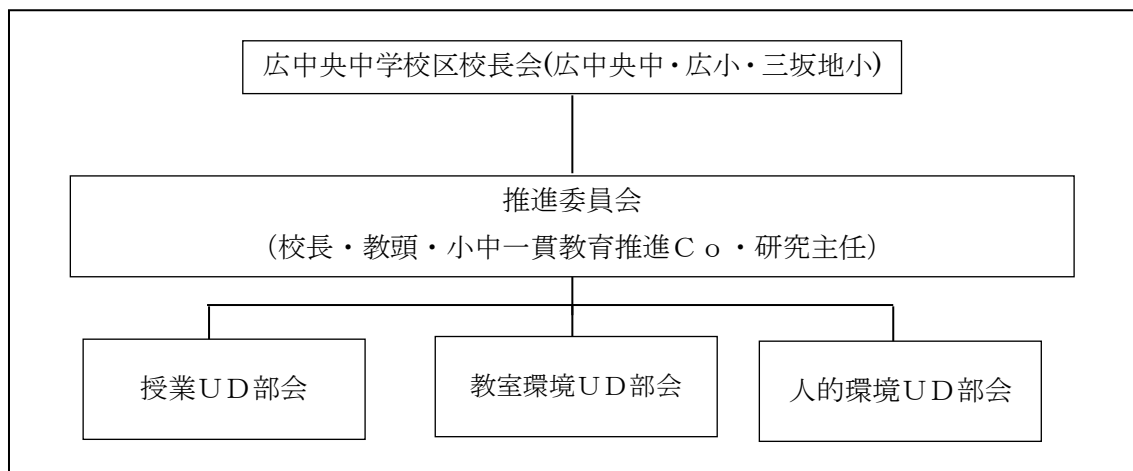 広中央中学校区校長会(広中央中・広小・三坂地小)
推進委員会
(校長・教頭・小中一貫教育推進Ｃｏ・研究主任)
授業ＵＤ部会
教室環境ＵＤ部会
人的環境ＵＤ部会